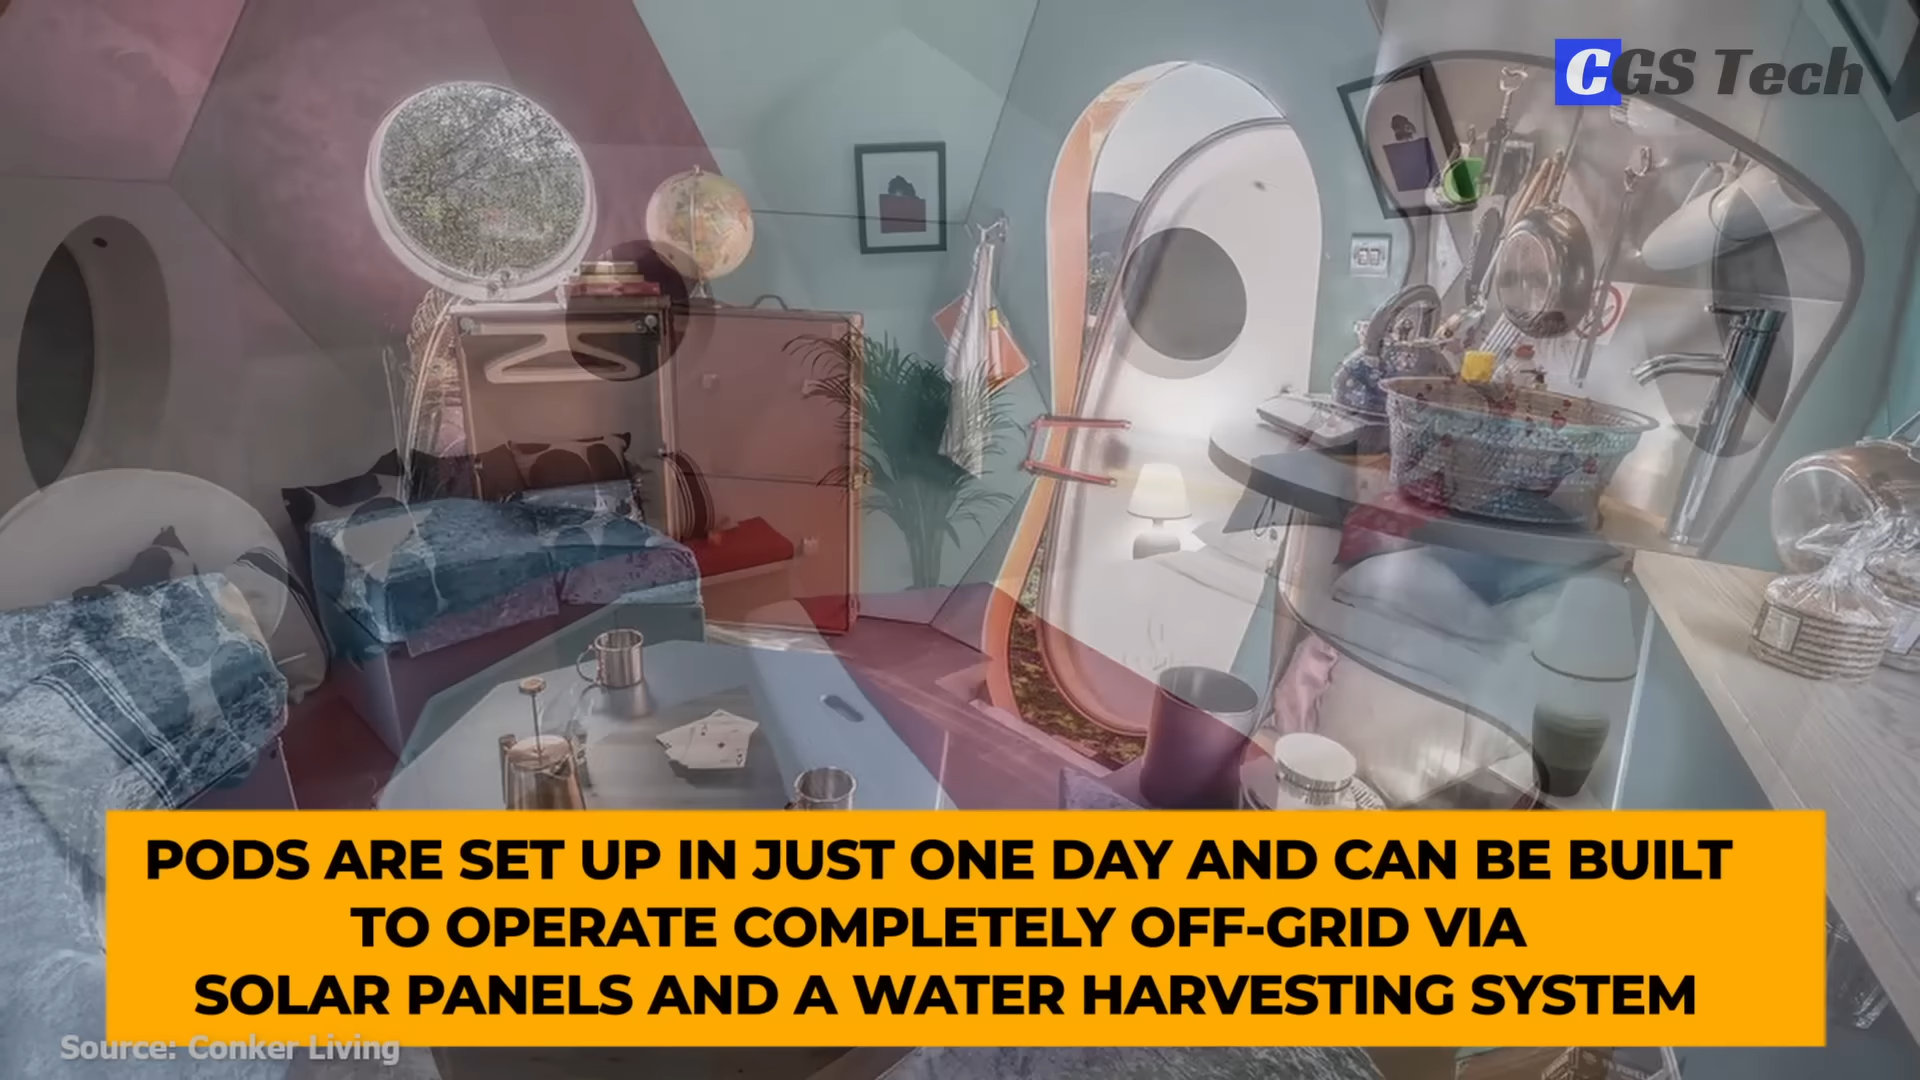 CGS Tech
PODS ARE SET UP IN JUST ONE DAY AND CAN BE BUILT
TO OPERATE COMPLETELY OFF-GRID VIA
SOLAR PANELS AND A WATER HARVESTING SYSTEM
Source: Conker Living